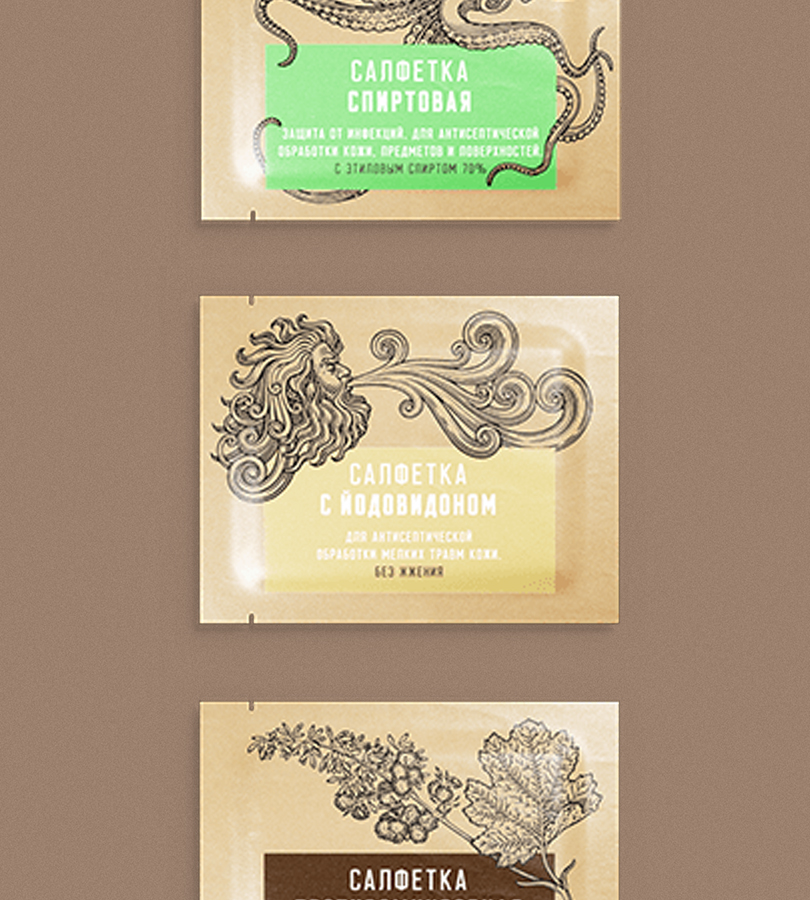 САЛФЕТКА
СПИРТОВАЯ
ЗАЩИТА ОТ ИНФЕКЦИЙ. ДЛЯ АНТИСЕПТИЧЕСКОЙ
ОБРАБОТКИ КОЖИ, ПРЕДМЕТОВ И ПОВЕРХНОСТЕЙ.
С ЭТИЛОВЫМ СПИРТОМ 70%
САЛФЕТКА
С ЙОДОВИДОНОМ
ДЛЯ АНТИСЕПТИЧЕСКОЙ
ОБРАБОТКИ МЕЛКИХ ТРАВМ КОЖИ.
БЕЗ ЖЖЕНИЯ
САЛФЕТКА